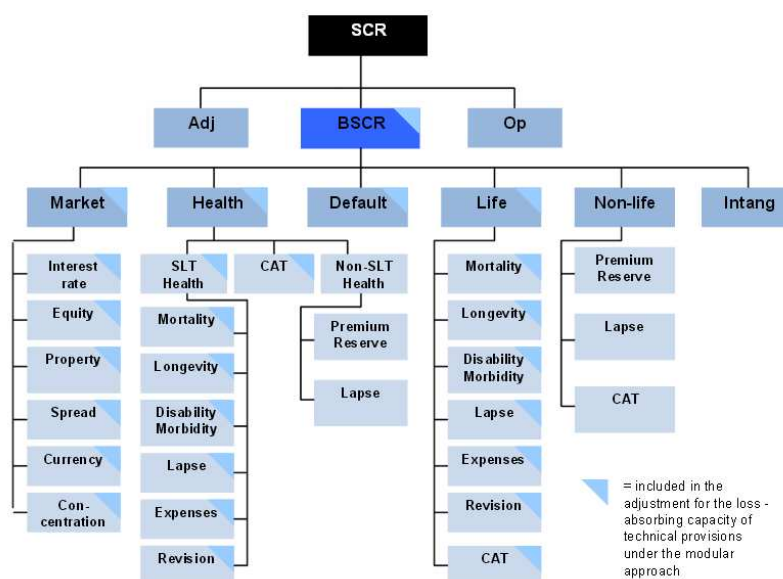 SCR
Adj
BSCR
Op
Market
Health
Default
Life
Non-life
Intang
Interest
rate
Equity
Property
Spread
Currency
Con-
centration
SLT
Health
CAT
Non-SLT
Health
Mortality
Longevity
Disability
Morbidity
Lapse
Expenses
Revision
Premium
Reserve
Lapse
Mortality
Longevity
Disability
Morbidity
Lapse
Expenses
Revision
CAT
Premium
Reserve
Lapse
CAT
= included in the
adjustment for the loss -
absorbing capacity of
technical provisions
under the modular
approach